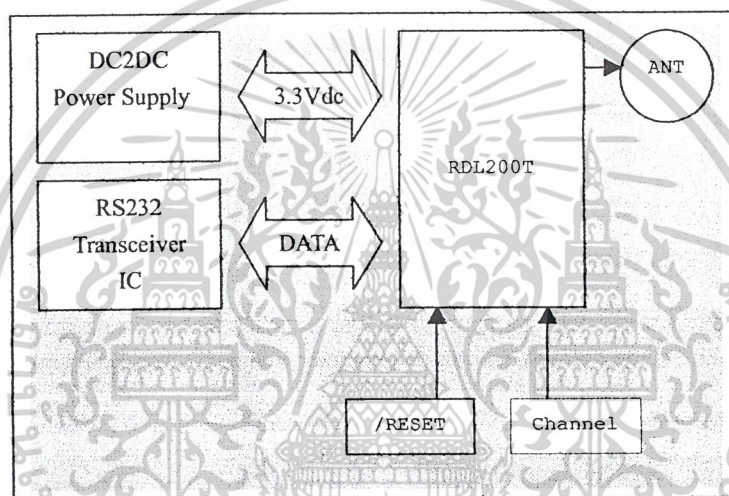 DC2DC
Power Supply
3.3Vdc
RDL200T
ANT
RS232
Transceiver
IC
DATA
/RESET
Channel